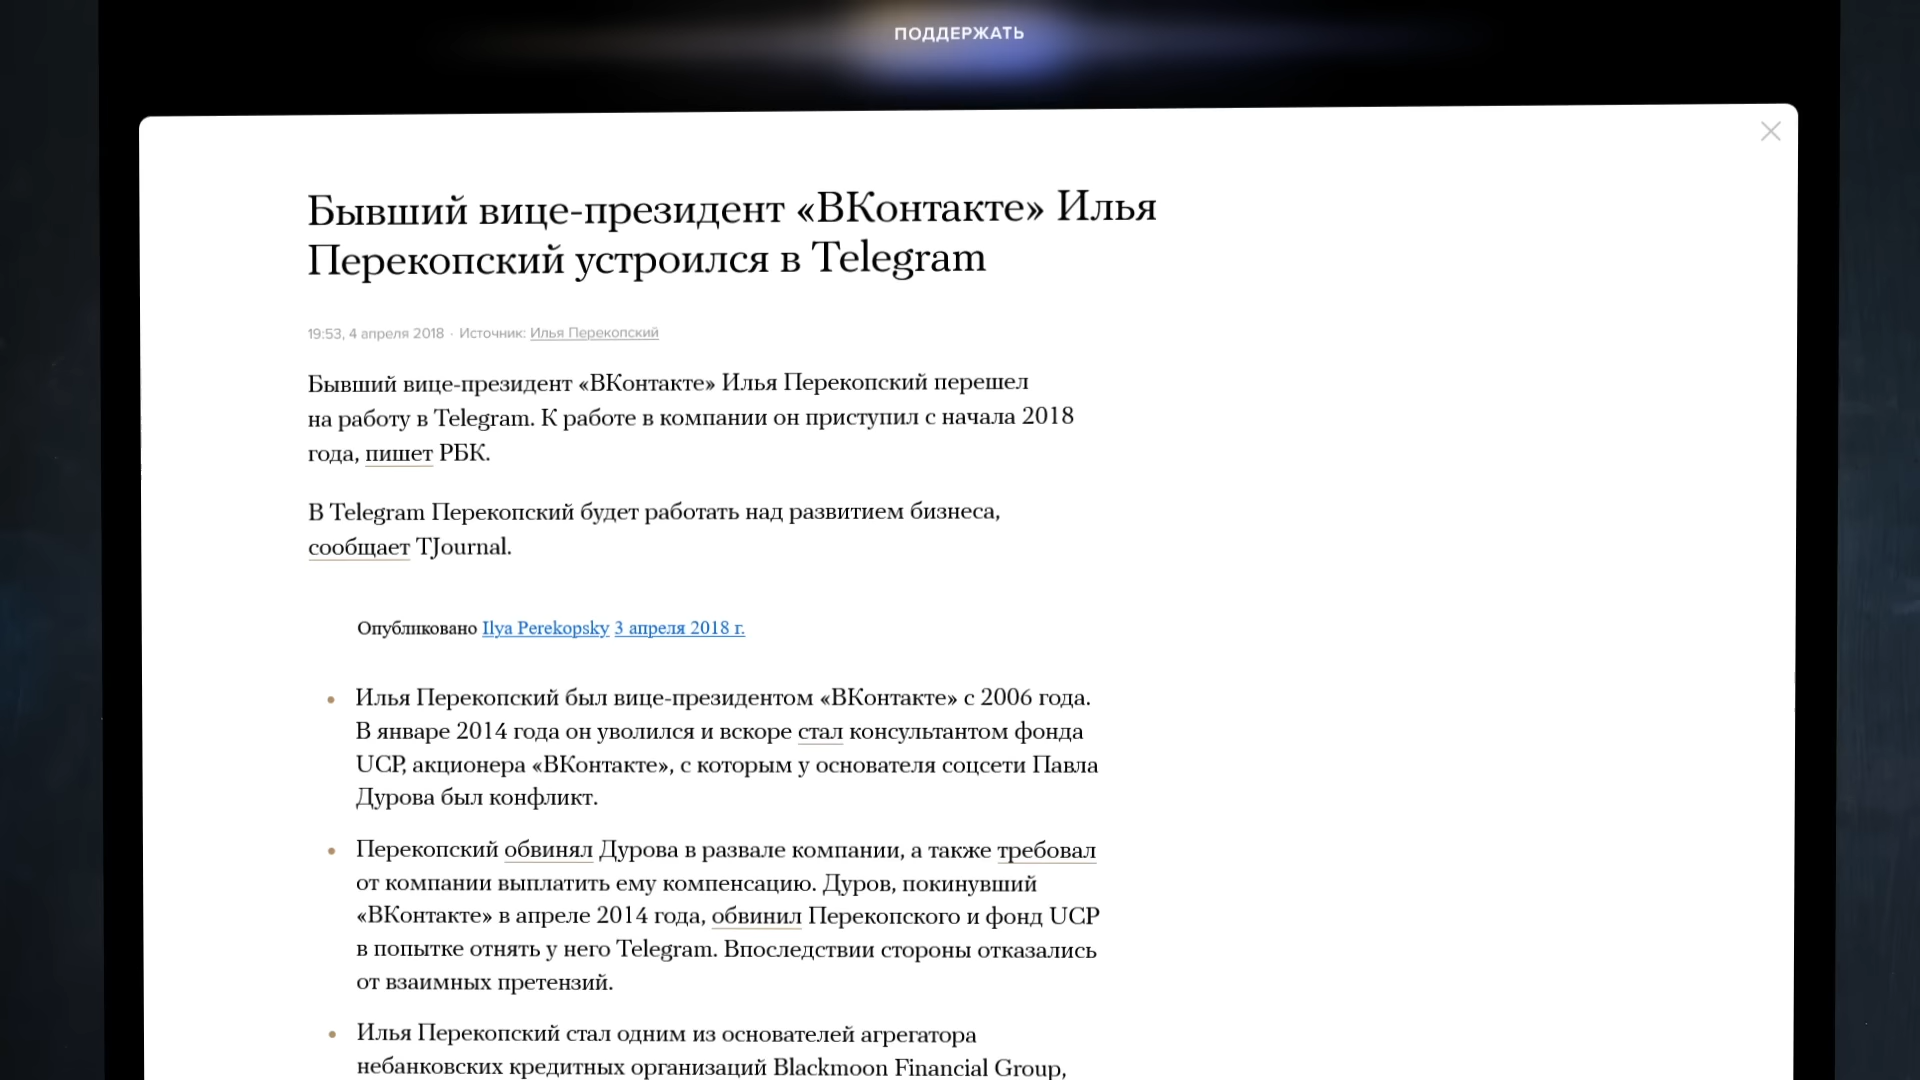 ПОДДЕРЖАТЬ
Бывший вице-президент «ВКонтакте» Илья
Перекопский устроился в Telegram
19:53, 4 апреля 2018 · Источник: Илья Перекопский
Бывший вице-президент «ВКонтакте» Илья Перекопский перешел
на работу в Telegram. К работе в компании он приступил с начала 2018
года, пишет РБК.
В Telegram Перекопский будет работать над развитием бизнеса,
сообщает TJournal.
Опубликовано Ilya Perekopsky 3 апреля 2018 г.
• Илья Перекопский был вице-президентом «ВКонтакте» с 2006 года.
В январе 2014 года он уволился и вскоре стал консультантом фонда
UCP, акционера «ВКонтакте», с которым у основателя соцсети Павла
Дурова был конфликт.
• Перекопский обвинял Дурова в развале компании, а также требовал
от компании выплатить ему компенсацию. Дуров, покинувший
«ВКонтакте» в апреле 2014 года, обвинил Перекопского и фонд UCP
в попытке отнять у него Telegram. Впоследствии стороны отказались
от взаимных претензий.
• Илья Перекопский стал одним из основателей агрегатора
небанковских кредитных организаций Blackmoon Financial Group,